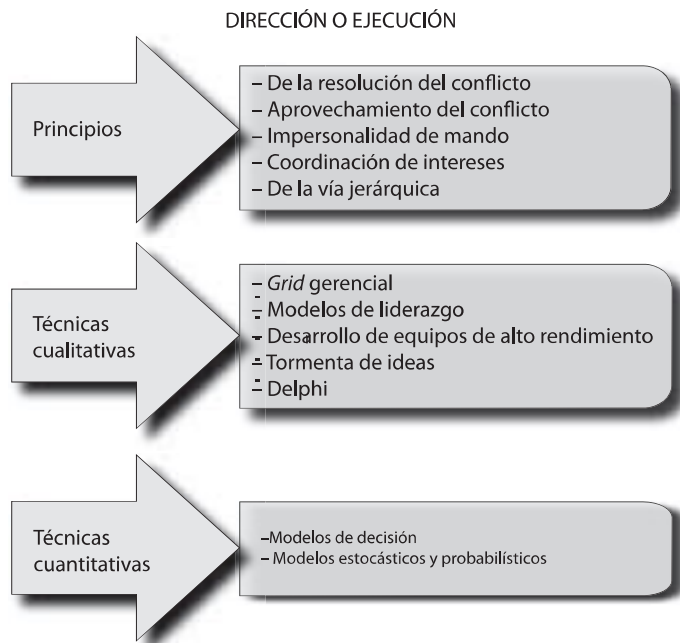 DIRECCIÓN O EJECUCIÓN
Principios
– De la resolución del conflicto
– Aprovechamiento del conflicto
– Impersonalidad de mando
– Coordinación de intereses
– De la vía jerárquica
Técnicas
cualitativas
– Grid gerencial
– Modelos de liderazgo
– Desarrollo de equipos de alto rendimiento
– Tormenta de ideas
– Delphi
Técnicas
cuantitativas
–Modelos de decisión
– Modelos estocásticos y probabilísticos